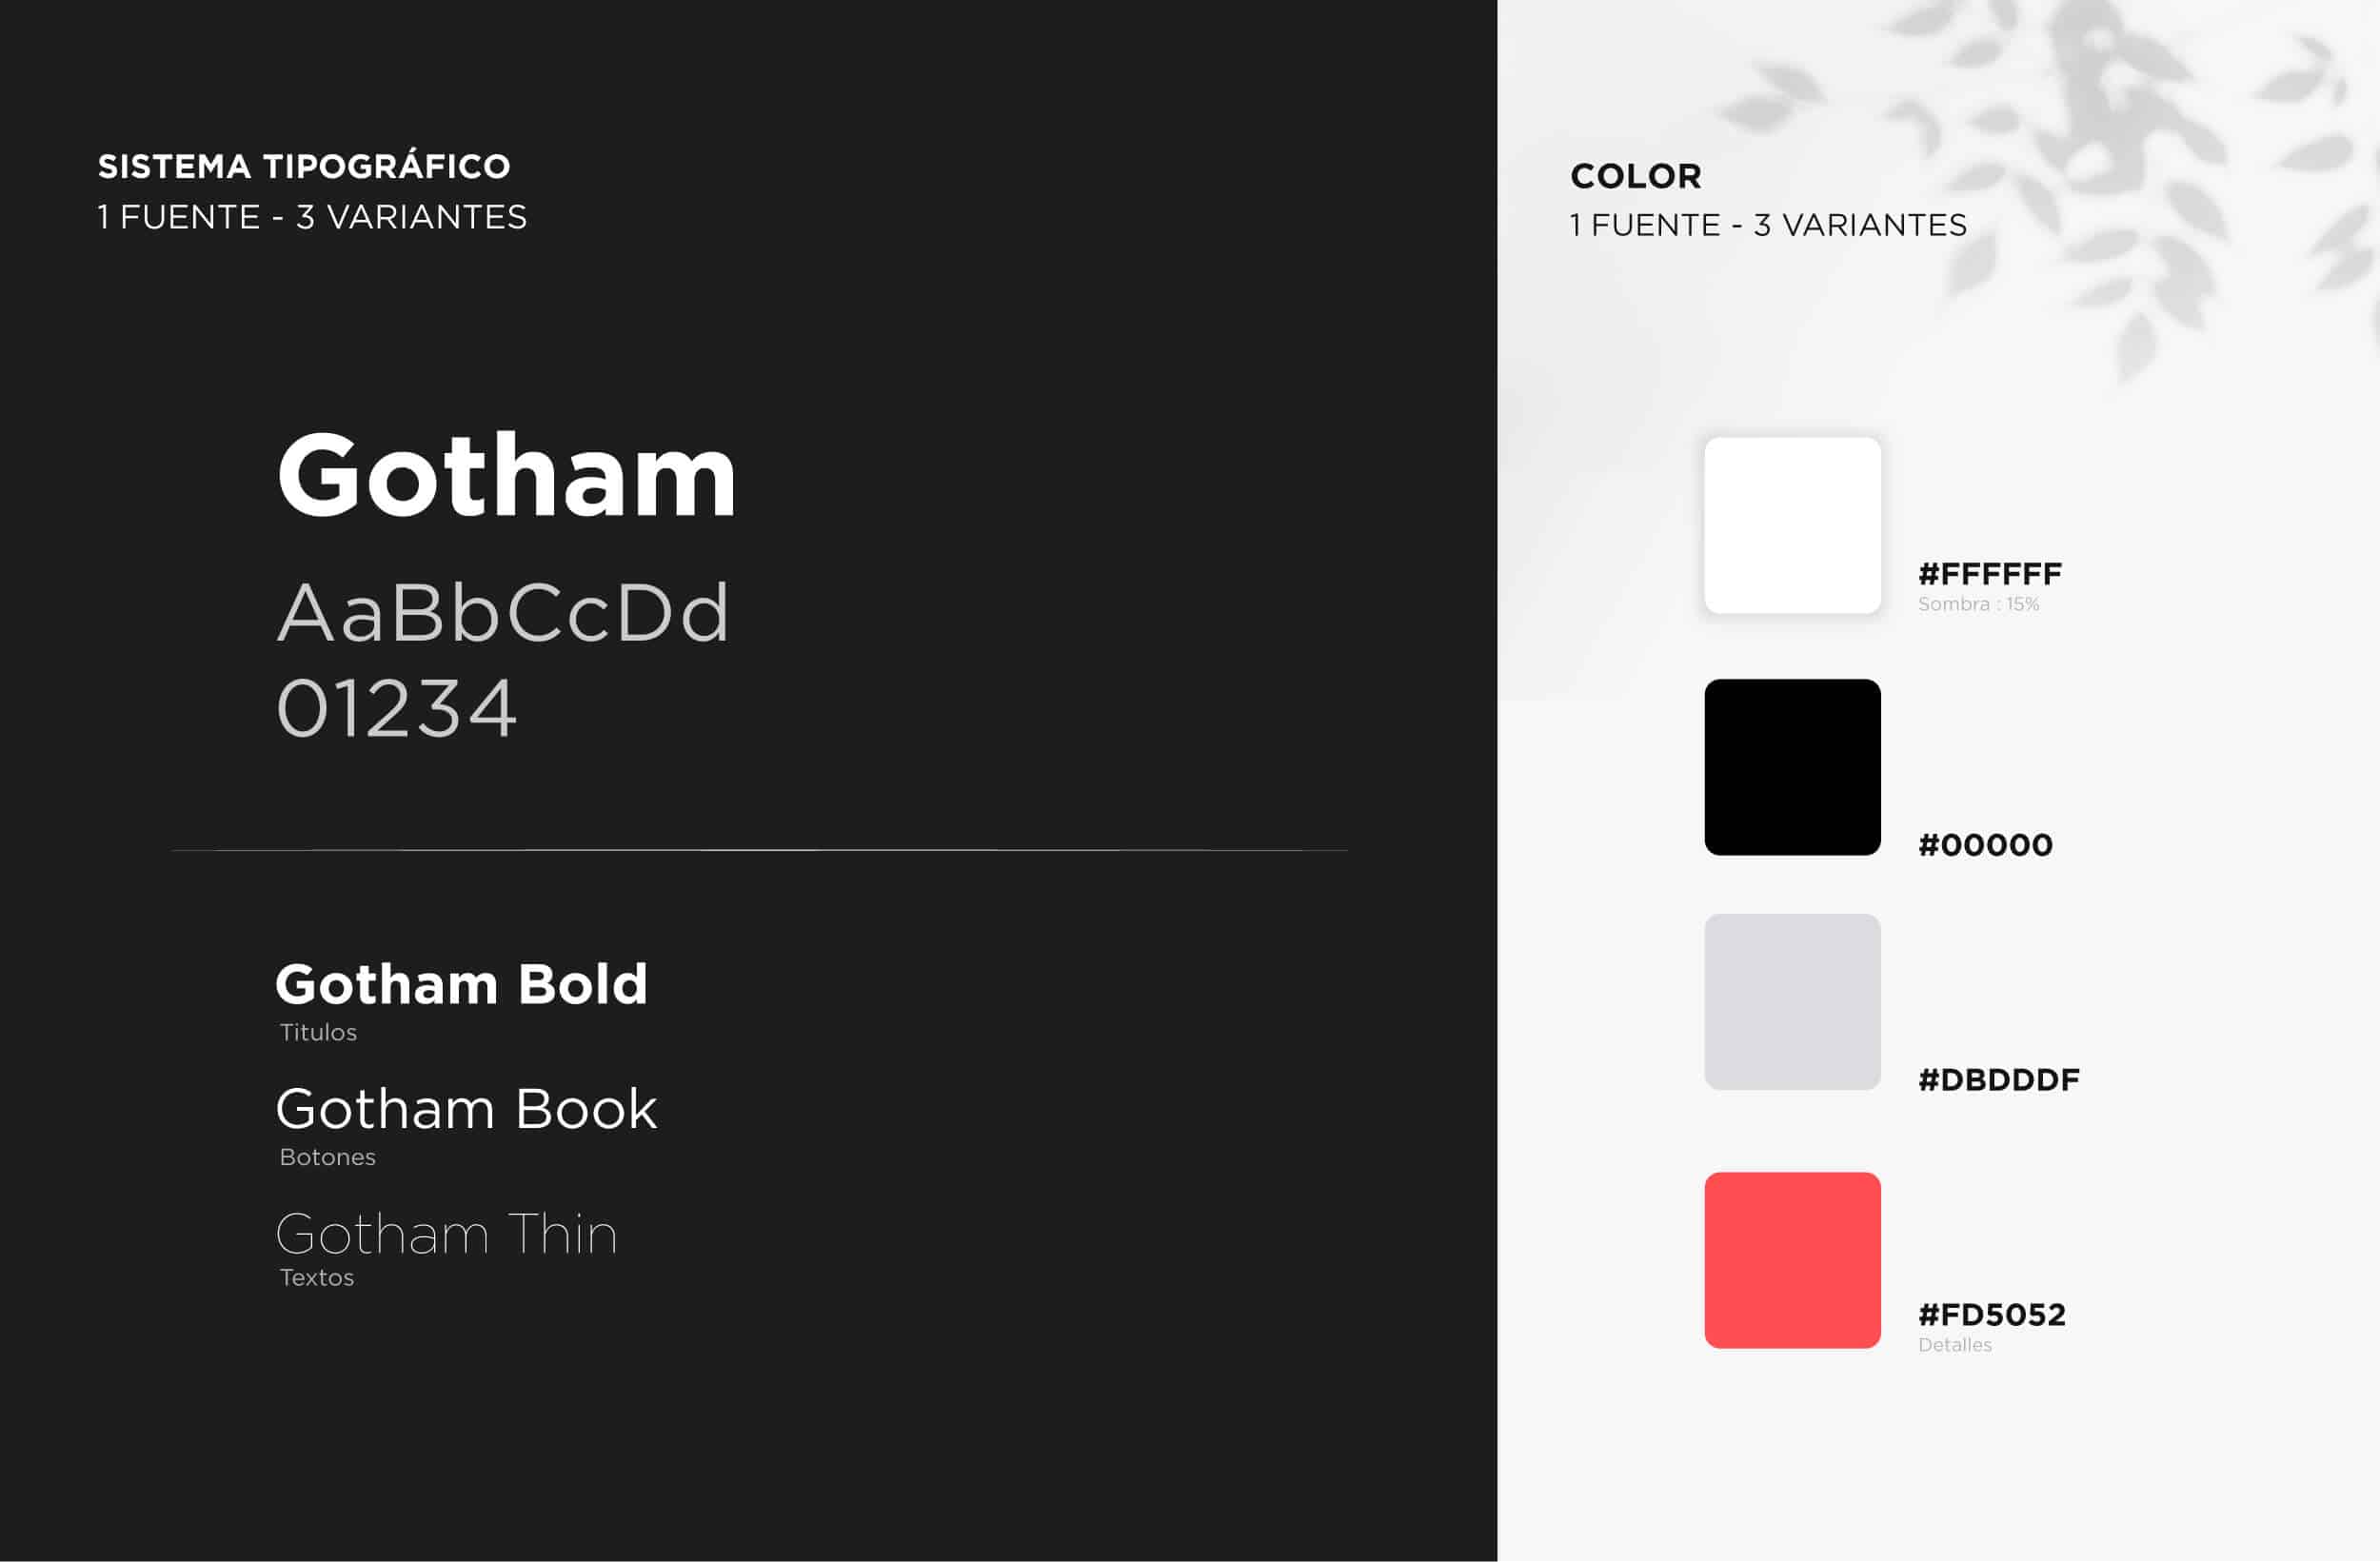 SISTEMA TIPOGRÁFICO
1 FUENTE - 3 VARIANTES
Gotham
AaBbCcDd
01234
Gotham Bold
Titulos
Gotham Book
Botones
Gotham Thin
Textos
COLOR
1 FUENTE - 3 VARIANTES
#FFFFFF
Sombra : 15%
#00000
#DBDDDF
#FD5052
Detalles